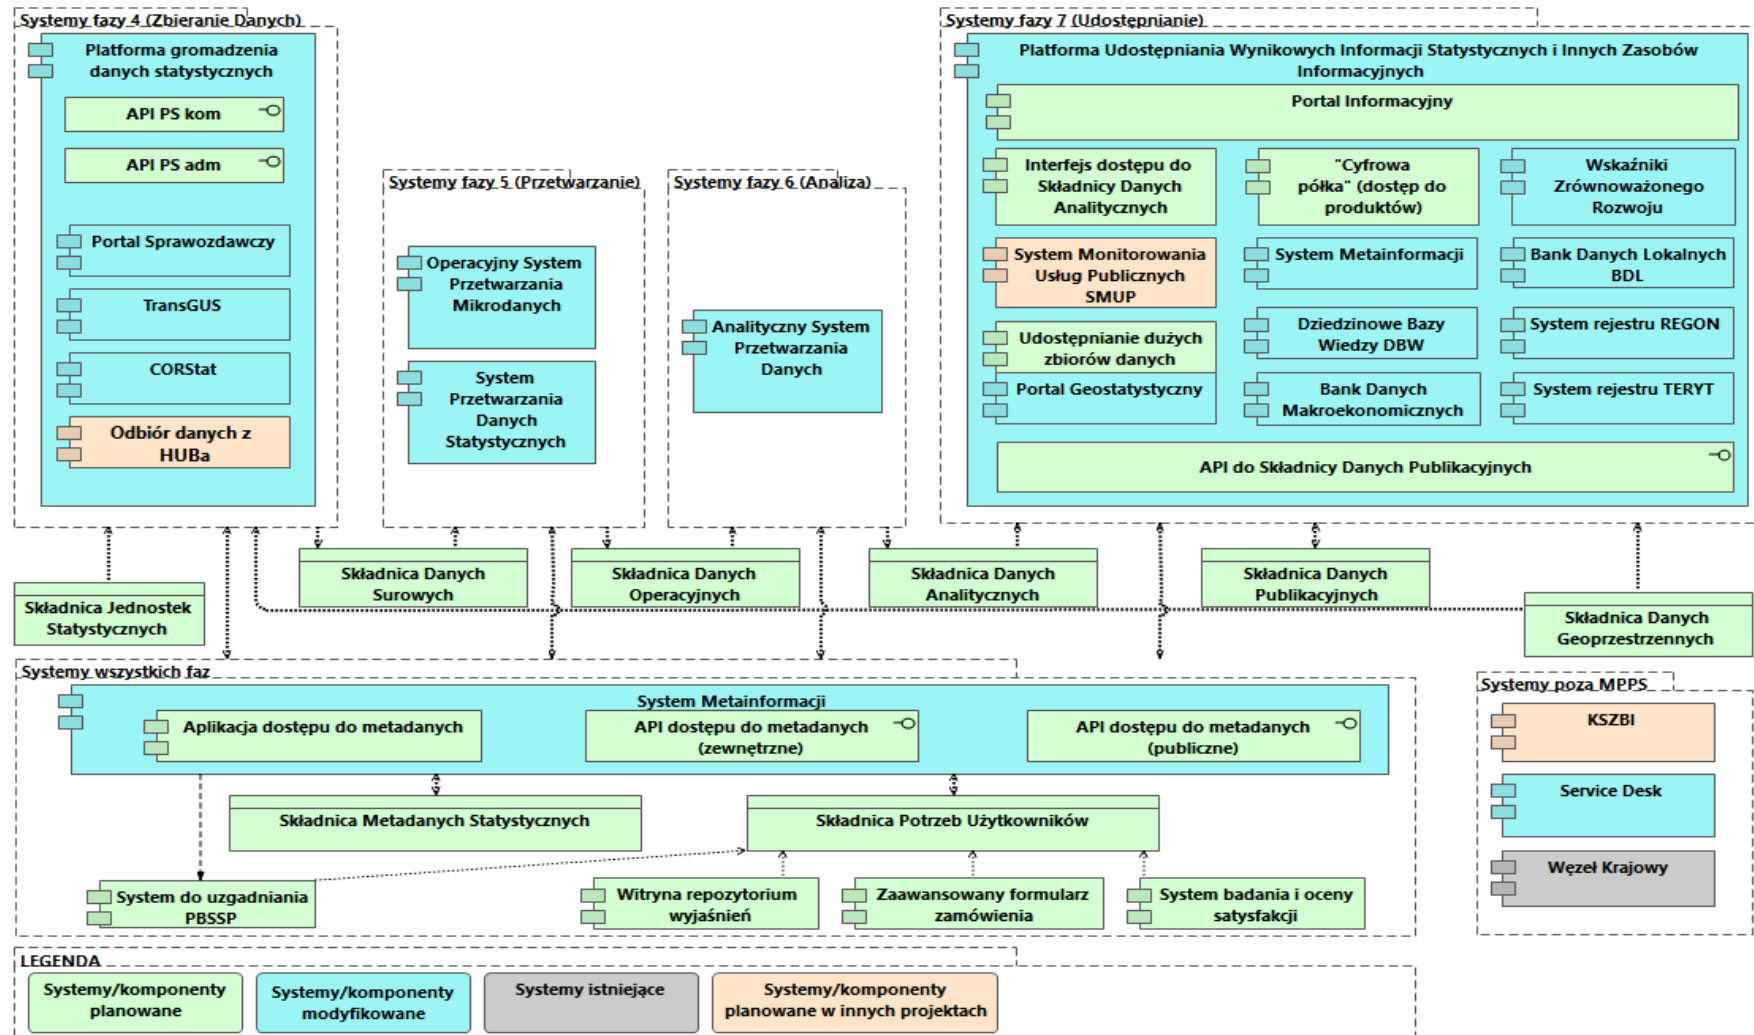 Systemy fazy 4 (Zbieranie Danych)
Platforma gromadzenia
danych statystycznych
API PS kom
API PS adm
Portal Sprawozdawczy
TransGUS
CORStat
Odbiór danych z
HUBa
Systemy fazy 5 (Przetwarzanie)
Operacyjny System
Przetwarzania
Mikrodanych
System
Przetwarzania
Danych
Statystycznych
Systemy fazy 6 (Analiza)
Analityczny System
Przetwarzania
Danych
Systemy fazy 7 (Udostępnianie)
Platforma Udostępniania Wynikowych Informacji Statystycznych i Innych Zasobów
Informacyjnych
Portal Informacyjny
Interfejs dostępu do
Składnicy Danych
Analitycznych
"Cyfrowa
półka" (dostęp do
produktów)
Wskaźniki
Zrównoważonego
Rozwoju
System Monitorowania
Usług Publicznych
SMUP
System Metainformacji
Bank Danych Lokalnych
BDL
Udostępnianie dużych
zbiorów danych
Dziedzinowe Bazy
Wiedzy DBW
System rejestru REGON
Portal Geostatystyczny
Bank Danych
Makroekonomicznych
System rejestru TERYT
API do Składnicy Danych Publikacyjnych
Składnica Jednostek
Statystycznych
Składnica Danych
Surowych
Składnica Danych
Operacyjnych
Składnica Danych
Analitycznych
Składnica Danych
Publikacyjnych
Składnica Danych
Geoprzestrzennych
Systemy wszystkich faz
System Metainformacji
Aplikacja dostępu do metadanych
API dostępu do metadanych
(zewnętrzne)
API dostępu do metadanych
(publiczne)
Składnica Metadanych Statystycznych
Składnica Potrzeb Użytkowników
System do uzgadniania
PBSSP
Witryna repozytorium
wyjaśnień
Zaawansowany formularz
zamówienia
System badania i oceny
satysfakcji
Systemy poza MPPS
KSZBI
Service Desk
Węzeł Krajowy
LEGENDA
Systemy/komponenty
planowane
Systemy/komponenty
modyfikowane
Systemy istniejące
Systemy/komponenty
planowane w innych projektach